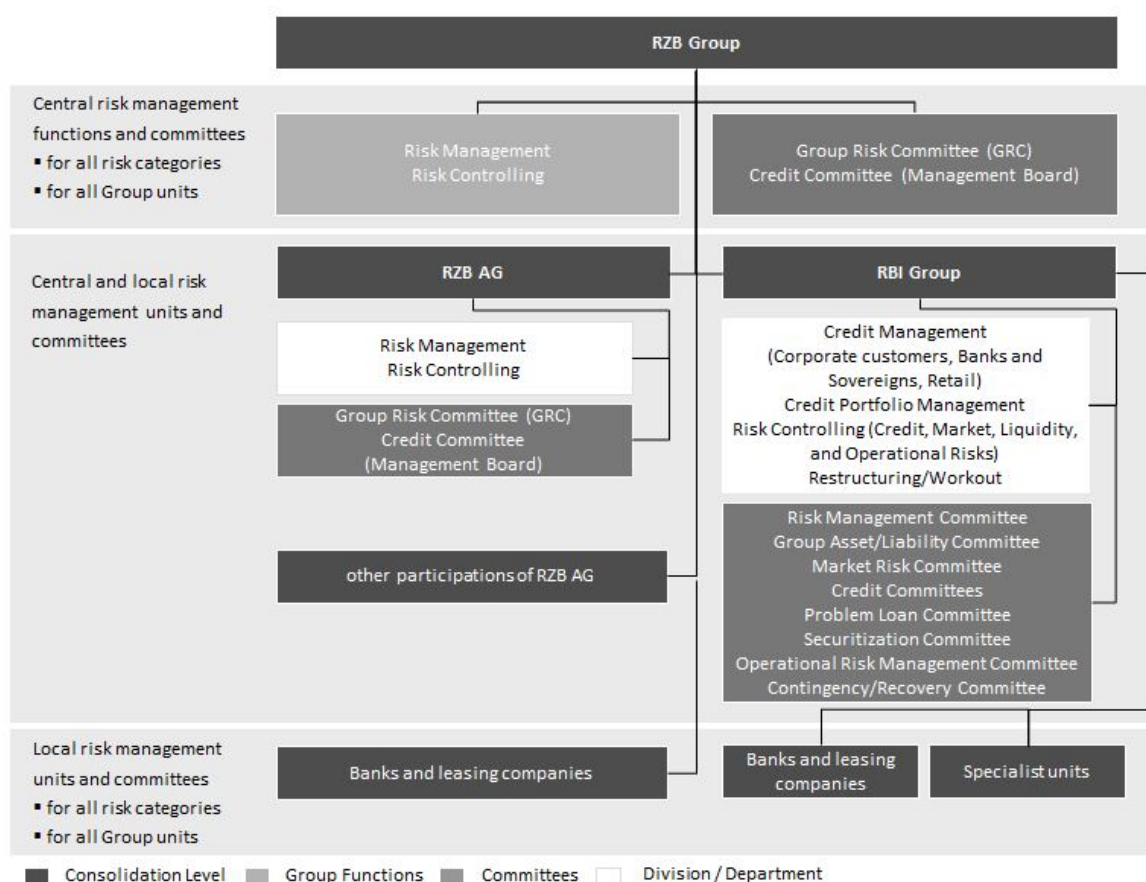 RZB Group
Central risk management
functions and committees
▪ for all risk categories
▪ for all Group units
Risk Management
Risk Controlling
Group Risk Committee (GRC)
Credit Committee (Management Board)
Central and local risk
management units and
committees
RZB AG
Risk Management
Risk Controlling
Group Risk Committee (GRC)
Credit Committee
(Management Board)
other participations of RZB AG
RBI Group
Credit Management
(Corporate customers, Banks and
Sovereigns, Retail)
Credit Portfolio Management
Risk Controlling (Credit, Market, Liquidity,
and Operational Risks)
Restructuring/Workout
Risk Management Committee
Group Asset/Liability Committee
Market Risk Committee
Credit Committees
Problem Loan Committee
Securitization Committee
Operational Risk Management Committee
Contingency/Recovery Committee
Local risk management
units and committees
▪ for all risk categories
▪ for all Group units
Banks and leasing companies
Banks and leasing
companies
Specialist units
Consolidation Level
Group Functions
Committees
Division / Department